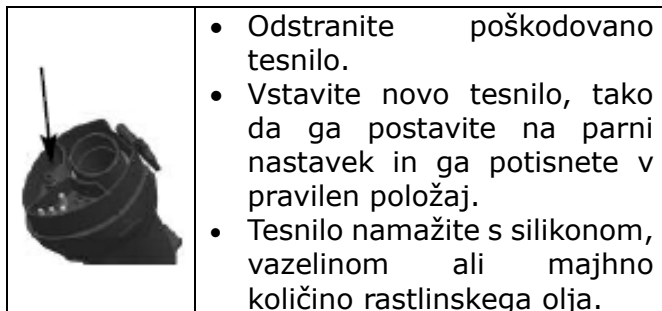 • Odstranite poškodovano
tesnilo.
• Vstavite novo tesnilo, tako
da ga postavite na parni
nastavek in ga potisnete v
pravilen položaj.
• Tesnilo namažite s silikonom,
vazelinom ali majhno
količino rastlinskega olja.